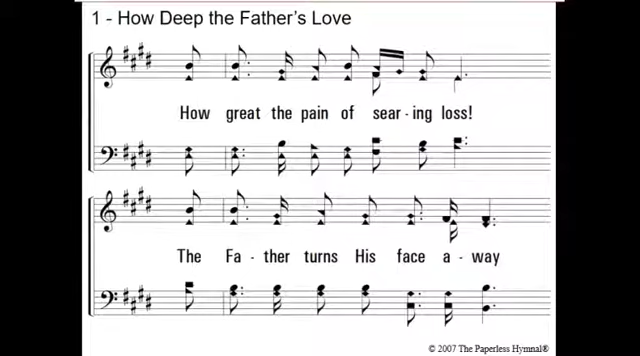 1 - How Deep the Father's Love
How great the pain of sear - ing loss!
The Fa - ther turns His face a - way
© 2007 The Paperless Hymnal®